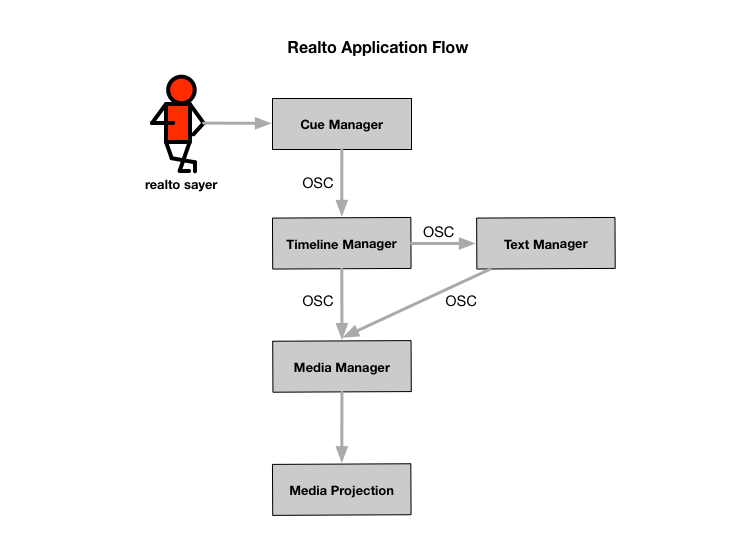 Realto Application Flow
Cue Manager
realto sayer
OSC
Timeline Manager
OSC
Text Manager
OSC
OSC
Media Manager
Media Projection